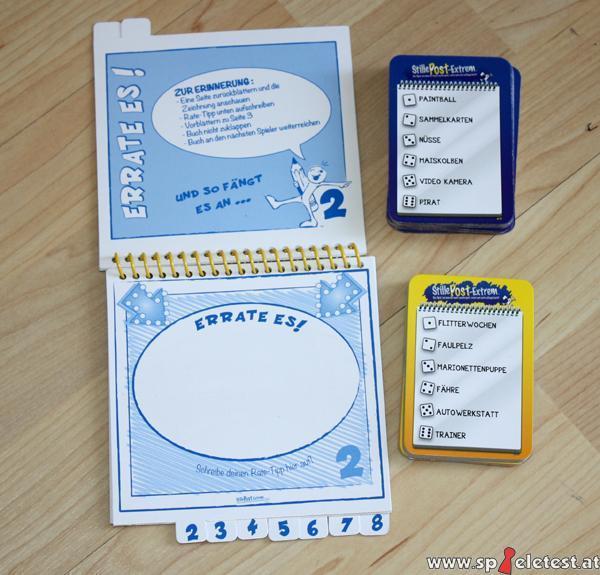 ERRATE ES!
ZUR ERINNERUNG:
- Eine Seite zurückblättern und die
Zeichnung anschauen
- Rate-Tipp unten aufschreiben
- Vorblättern zu Seite 3
- Buch nicht zuklappen
- Buch an den nächsten Spieler weiterreichen
UND SO FÄNGT
ES AN ...
2
ERRATE ES!
Schreibe deinen Rate-Tipp hier auf!
2
2 3 4 5 6 7 8
Stille Post-Extrem
PAINTBALL
SAMMELKARTEN
NÜSSE
MAISKOLBEN
VIDEO KAMERA
PIRAT
Stille Post-Extrem
FLITTERWOCHEN
FAULPELZ
MARIONETTENPUPPE
FÄHRE
AUTOWERKSTATT
TRAINER
www.spieletest.at